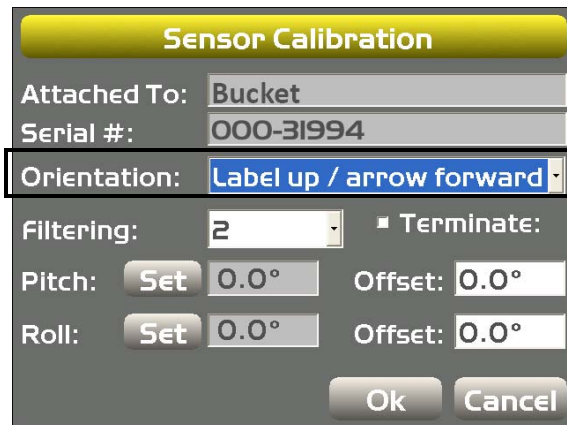 Sensor Calibration
Attached To: Bucket
Serial #: 000-31994
Orientation: Label up / arrow forward
Filtering: 2 Terminate:
Pitch: Set 0.0° Offset: 0.0°
Roll: Set 0.0° Offset: 0.0°
Ok Cancel